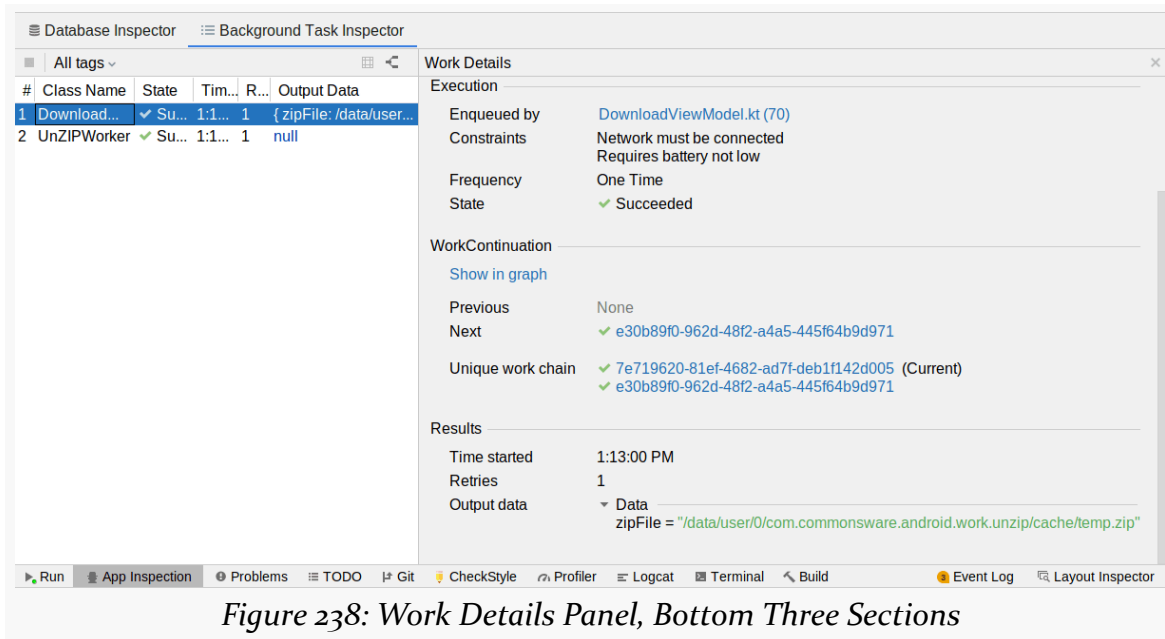 Database Inspector Background Task Inspector
All tags
Work Details
# Class Name State Tim... R... Output Data
1 Download... Su... 1:1... 1 { zipFile: /data/user...
2 UnZIPWorker Su... 1:1... 1 null
Execution
Enqueued by DownloadViewModel.kt (70)
Constraints Network must be connected
Requires battery not low
Frequency One Time
State Succeeded
WorkContinuation
Show in graph
Previous None
Next e30b89f0-962d-48f2-a4a5-445f64b9d971
Unique work chain 7e719620-81ef-4682-ad7f-deb1f142d005 (Current)
e30b89f0-962d-48f2-a4a5-445f64b9d971
Results
Time started 1:13:00 PM
Retries 1
Output data Data
zipFile = "/data/user/0/com.commonsware.android.work.unzip/cache/temp.zip"
Run App Inspection Problems TODO Git CheckStyle Profiler Logcat Terminal Build 3 Event Log Layout Inspector
Figure 238: Work Details Panel, Bottom Three Sections